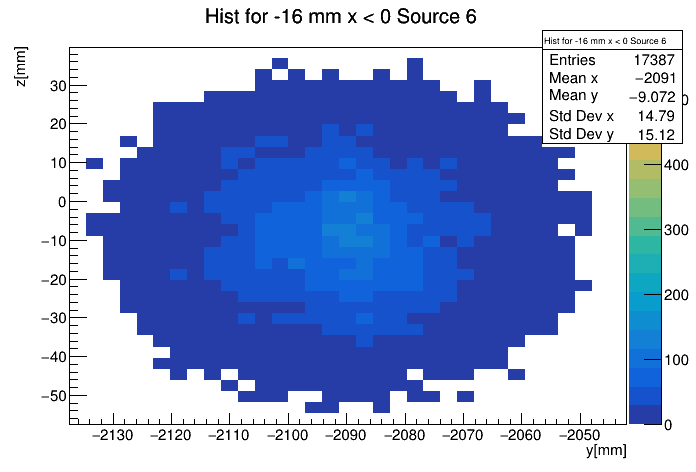 Hist for -16 mm x < 0 Source 6
z[mm]
Hist for -16 mm x < 0 Source 6
Entries 17387
Mean x −2091
Mean y −9.072
Std Dev x 14.79
Std Dev y 15.12
30
20
10
0
−10
−20
−30
−40
−50
0
400
300
200
100
0
−2130 −2120 −2110 −2100 −2090 −2080 −2070 −2060 −2050
y[mm]